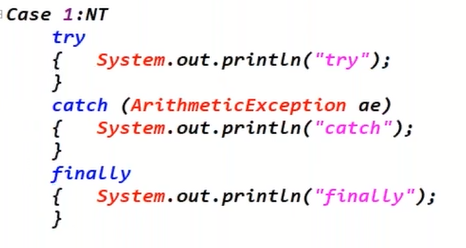 Case 1:NT
try
{ System.out.println("try");
}
catch (ArithmeticException ae)
{ System.out.println("catch");
}
finally
{ System.out.println("finally");
}